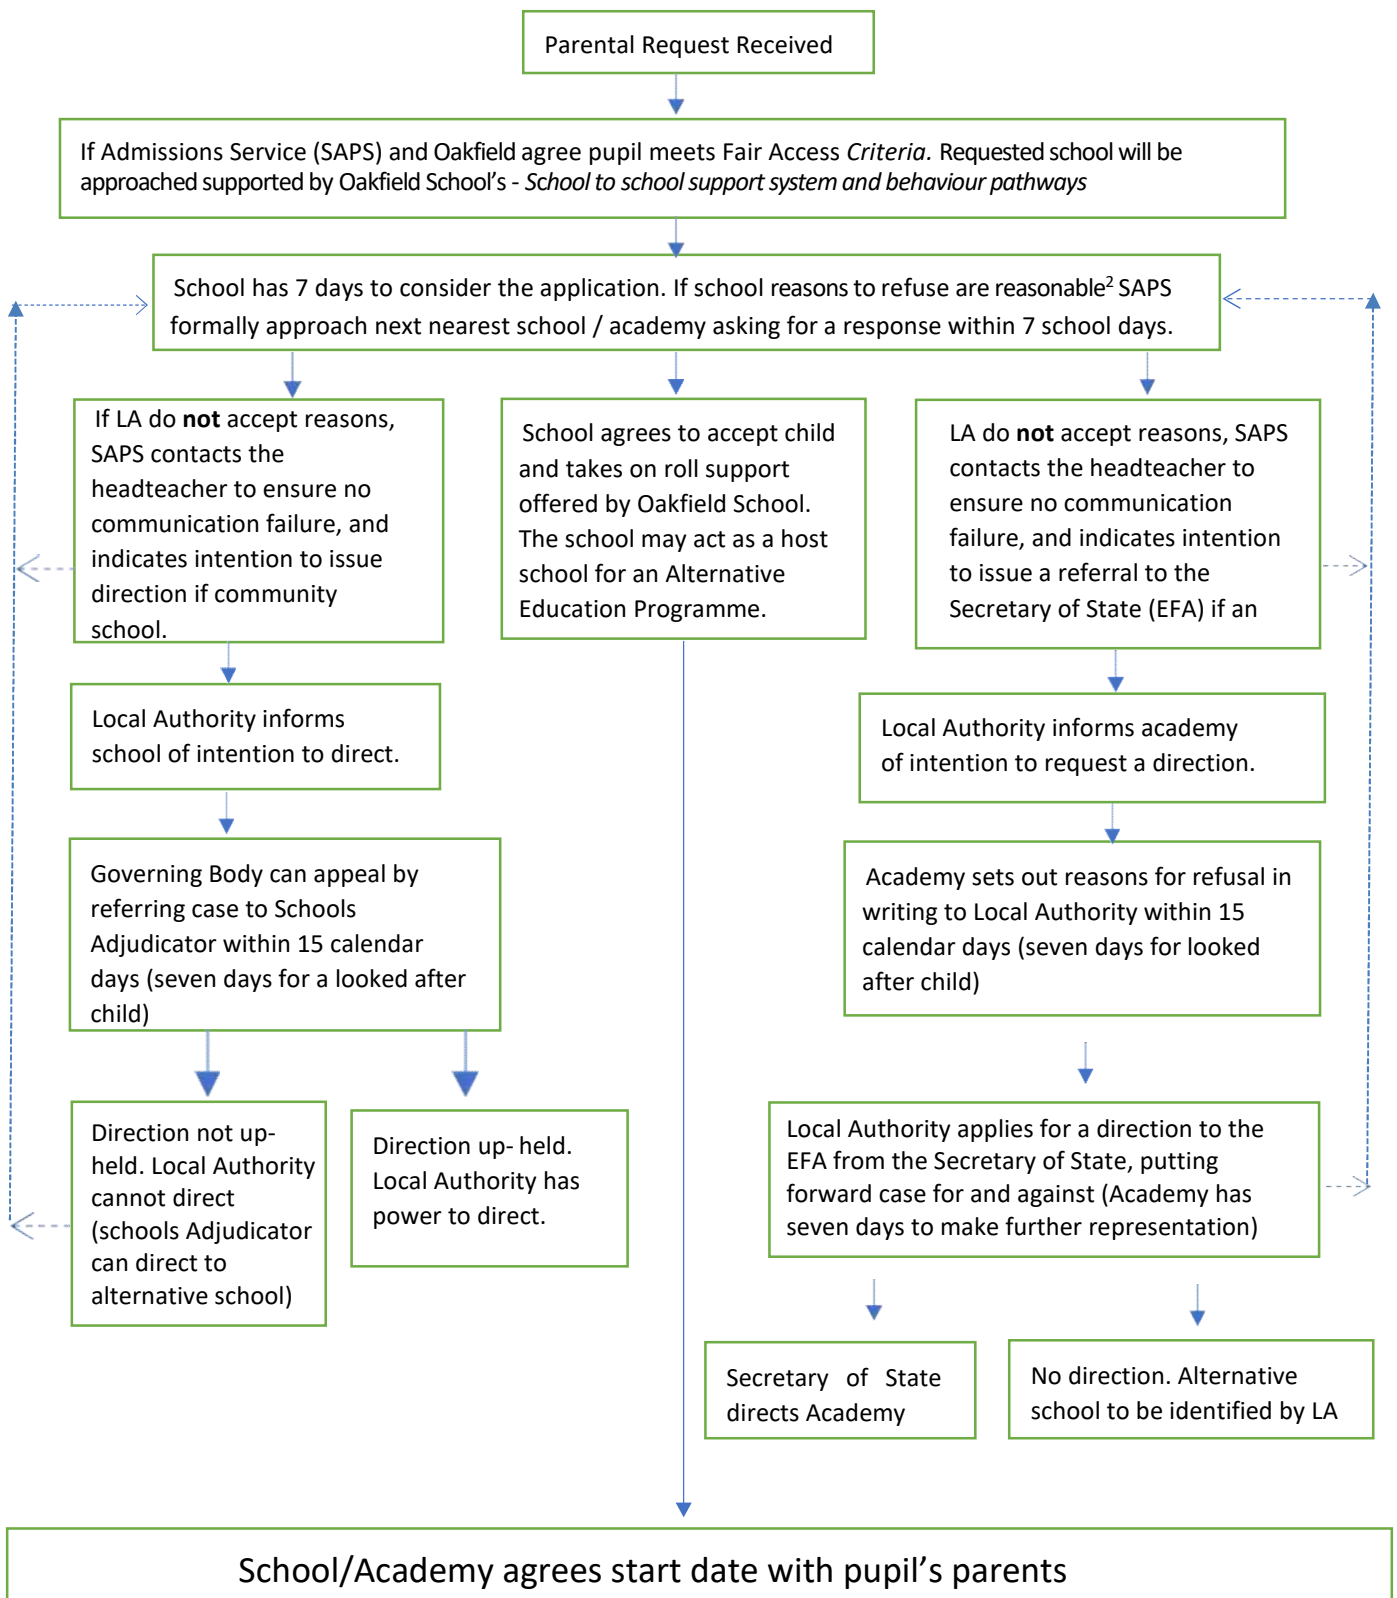 Parental Request Received
If Admissions Service (SAPS) and Oakfield agree pupil meets Fair Access Criteria. Requested school will be
approached supported by Oakfield School's - School to school support system and behaviour pathways
School has 7 days to consider the application. If school reasons to refuse are reasonable² SAPS
formally approach next nearest school / academy asking for a response within 7 school days.
If LA do not accept reasons,
SAPS contacts the
headteacher to ensure no
communication failure, and
indicates intention to issue
direction if community
school.
School agrees to accept child
and takes on roll support
offered by Oakfield School.
The school may act as a host
school for an Alternative
Education Programme.
LA do not accept reasons, SAPS
contacts the headteacher to
ensure no communication
failure, and indicates intention
to issue a referral to the
Secretary of State (EFA) if an
Local Authority informs
school of intention to direct.
Local Authority informs academy
of intention to request a direction.
Governing Body can appeal by
referring case to Schools
Adjudicator within 15 calendar
days (seven days for a looked after
child)
Academy sets out reasons for refusal in
writing to Local Authority within 15
calendar days (seven days for looked
after child)
Direction not up-
held. Local Authority
cannot direct
(schools Adjudicator
can direct to
alternative school)
Direction up- held.
Local Authority has
power to direct.
Local Authority applies for a direction to the
EFA from the Secretary of State, putting
forward case for and against (Academy has
seven days to make further representation)
Secretary of State
directs Academy
No direction. Alternative
school to be identified by LA
School/Academy agrees start date with pupil's parents